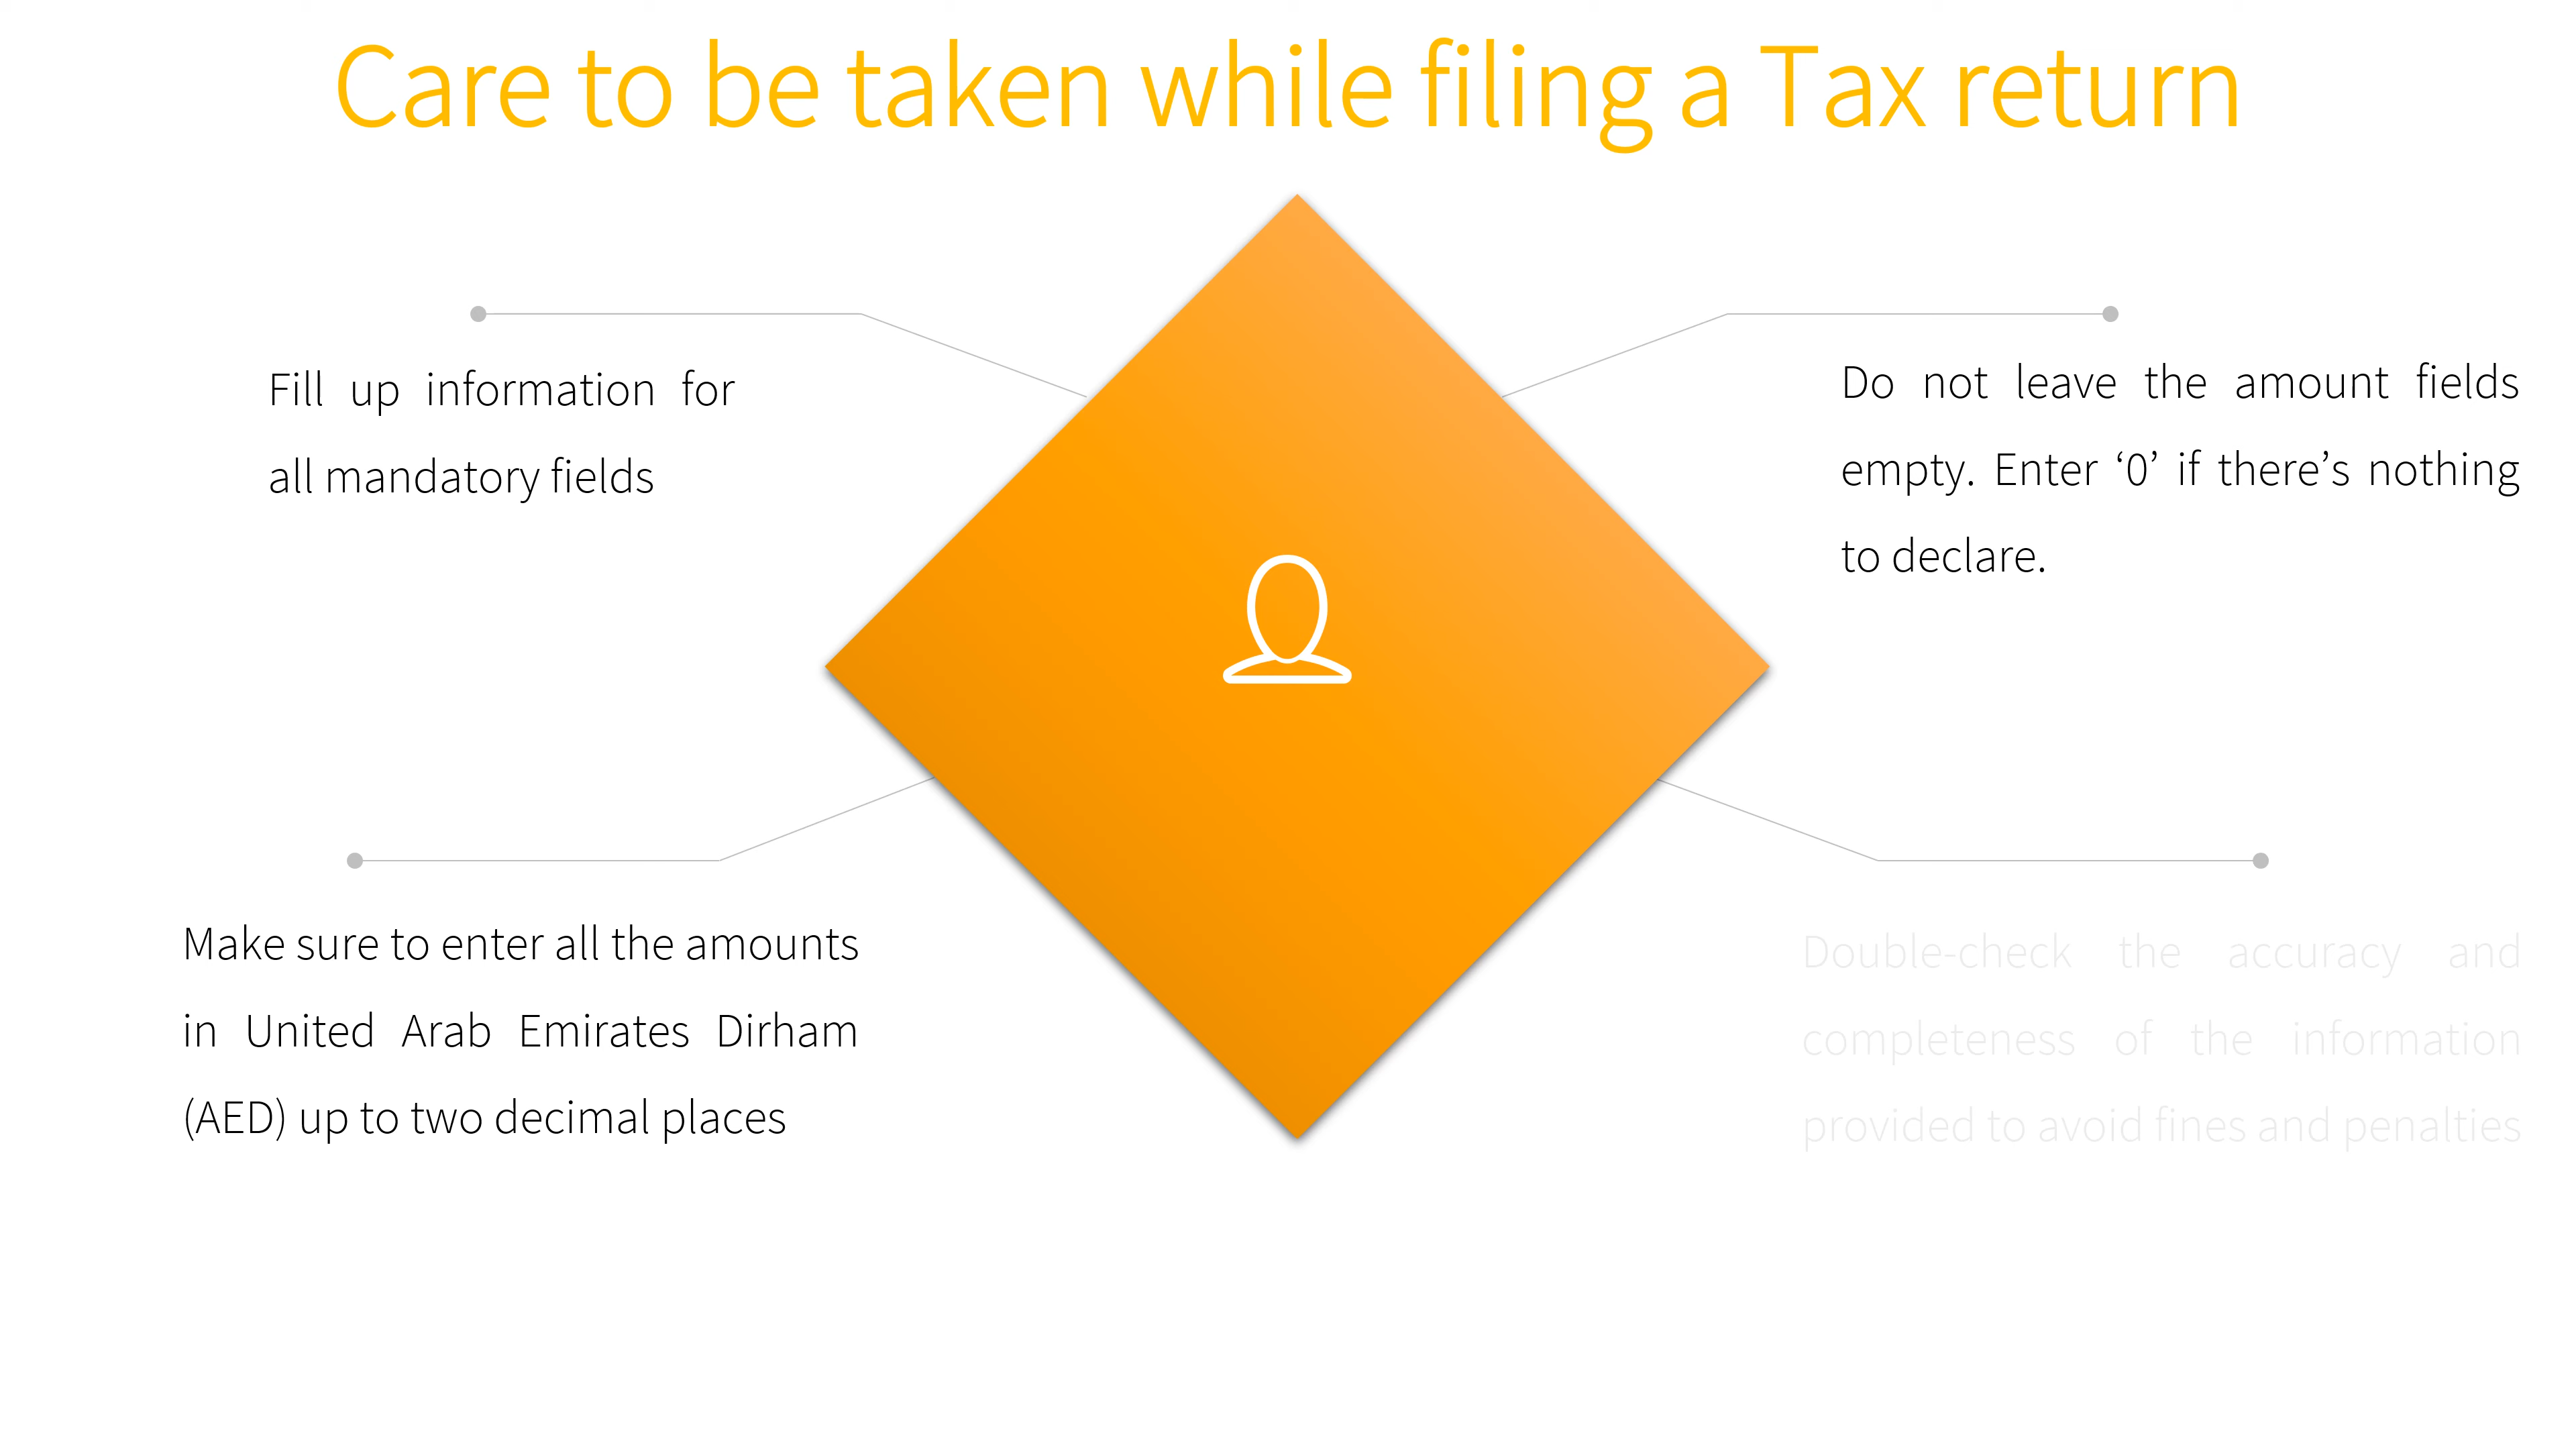 Care to be taken while filing a Tax return
Fill up information for
all mandatory fields
Do not leave the amount fields
empty. Enter ‘0’ if there’s nothing
to declare.
Make sure to enter all the amounts
in United Arab Emirates Dirham
(AED) up to two decimal places
Double-check the accuracy and
completeness of the information
provided to avoid fines and penalties